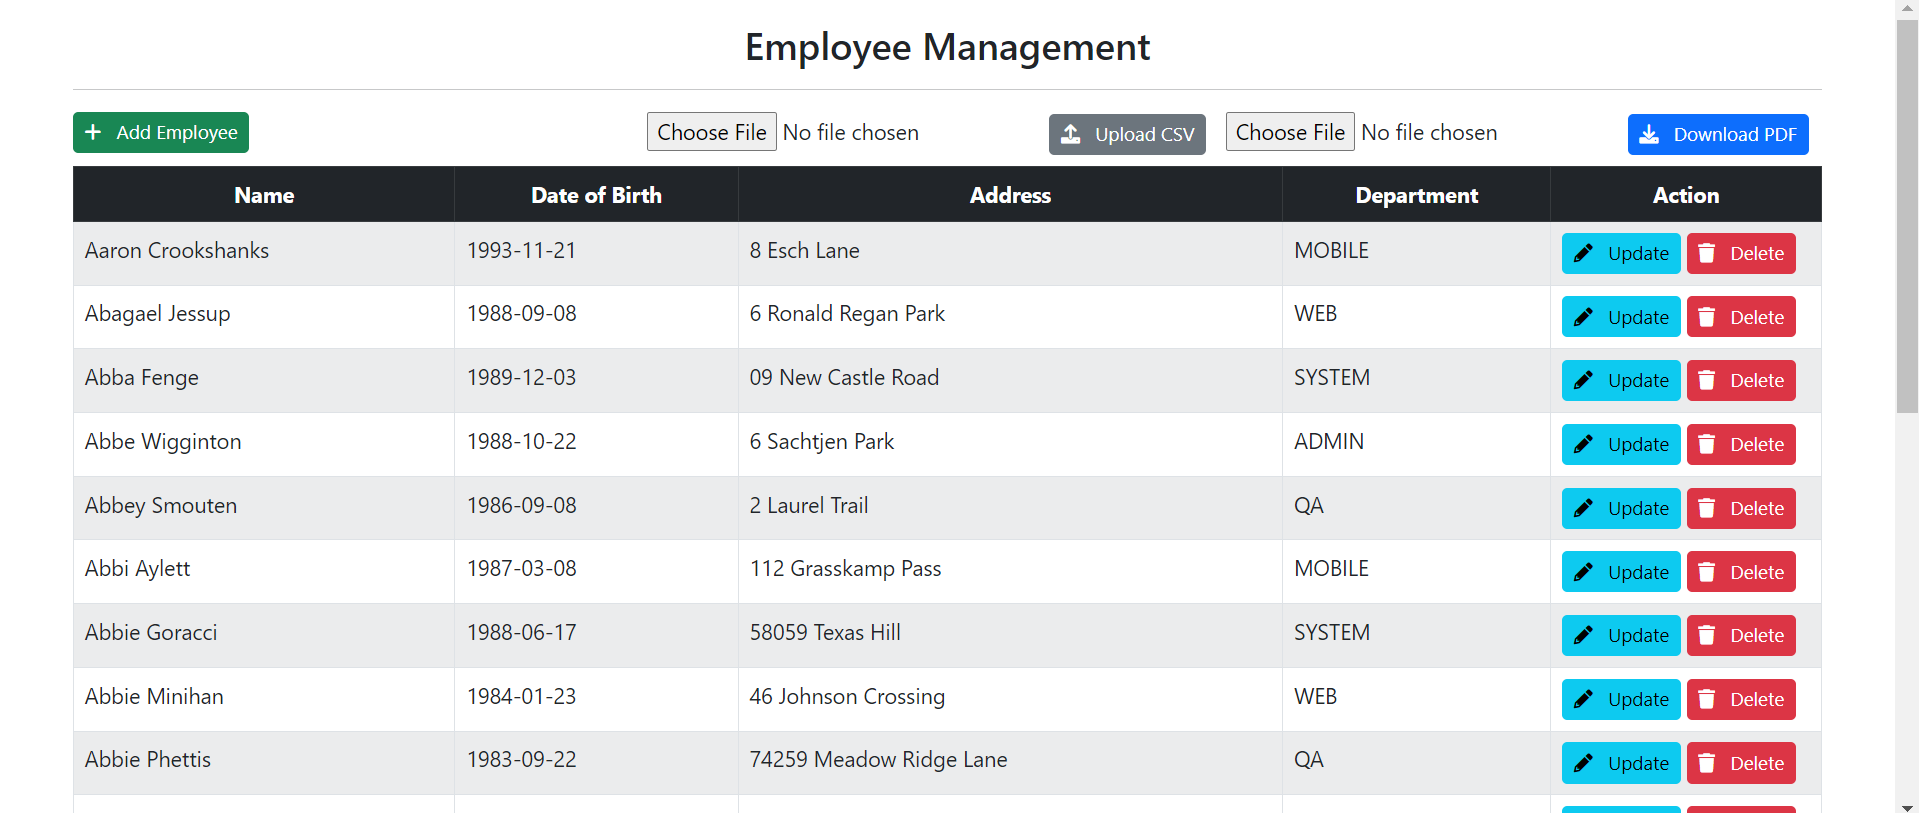 Employee Management
Add Employee Choose File No file chosen Upload CSV Choose File No file chosen Download PDF
Name Date of Birth Address Department Action
Aaron Crookshanks 1993-11-21 8 Esch Lane MOBILE Update Delete
Abagael Jessup 1988-09-08 6 Ronald Regan Park WEB Update Delete
Abba Fenge 1989-12-03 09 New Castle Road SYSTEM Update Delete
Abbe Wigginton 1988-10-22 6 Sachtjen Park ADMIN Update Delete
Abbey Smouten 1986-09-08 2 Laurel Trail QA Update Delete
Abbi Aylett 1987-03-08 112 Grasskamp Pass MOBILE Update Delete
Abbie Goracci 1988-06-17 58059 Texas Hill SYSTEM Update Delete
Abbie Minihan 1984-01-23 46 Johnson Crossing WEB Update Delete
Abbie Phettis 1983-09-22 74259 Meadow Ridge Lane QA Update Delete